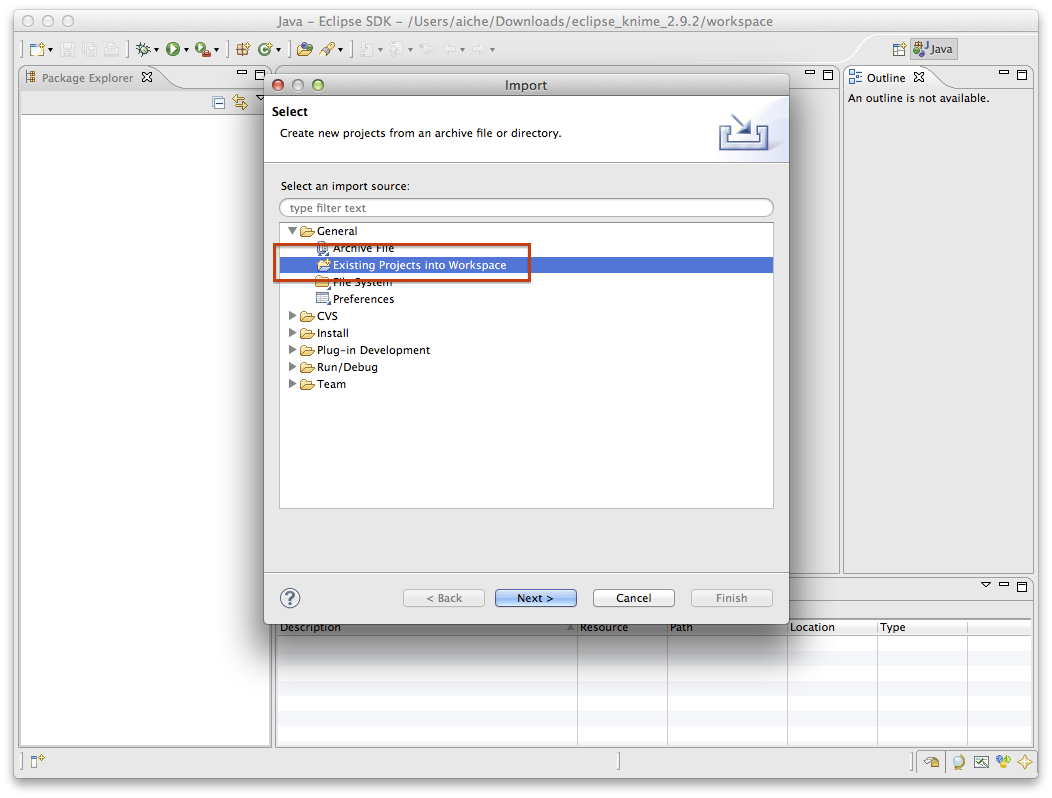 Java – Eclipse SDK – /Users/aiche/Downloads/eclipse_knime_2.9.2/workspace
Java
Package Explorer
Outline
An outline is not available.
Import
Select
Create new projects from an archive file or directory.
Select an import source:
type filter text
General
Archive File
Existing Projects into Workspace
File System
Preferences
CVS
Install
Plug-in Development
Run/Debug
Team
? < Back Next > Cancel Finish
Description Resource Path Location Type